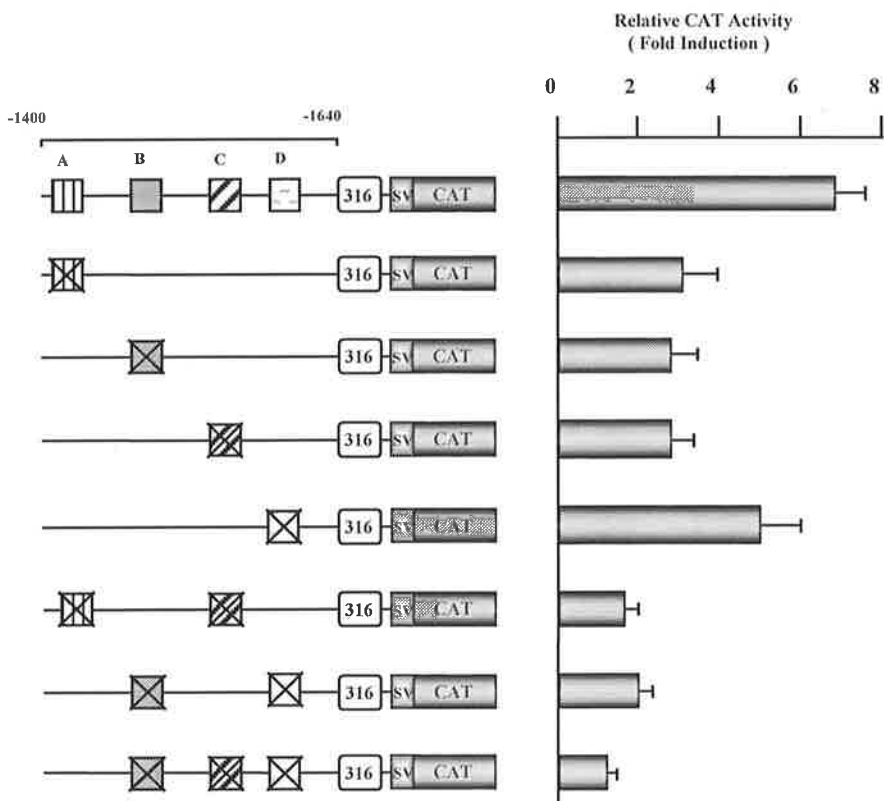 Relative CAT Activity
( Fold Induction )
0 2 4 6 8
-1400 -1640
A B C D
316 SV CAT
316 SV CAT
316 SV CAT
316 SV CAT
316 SV CAT
316 SV CAT
316 SV CAT
316 SV CAT